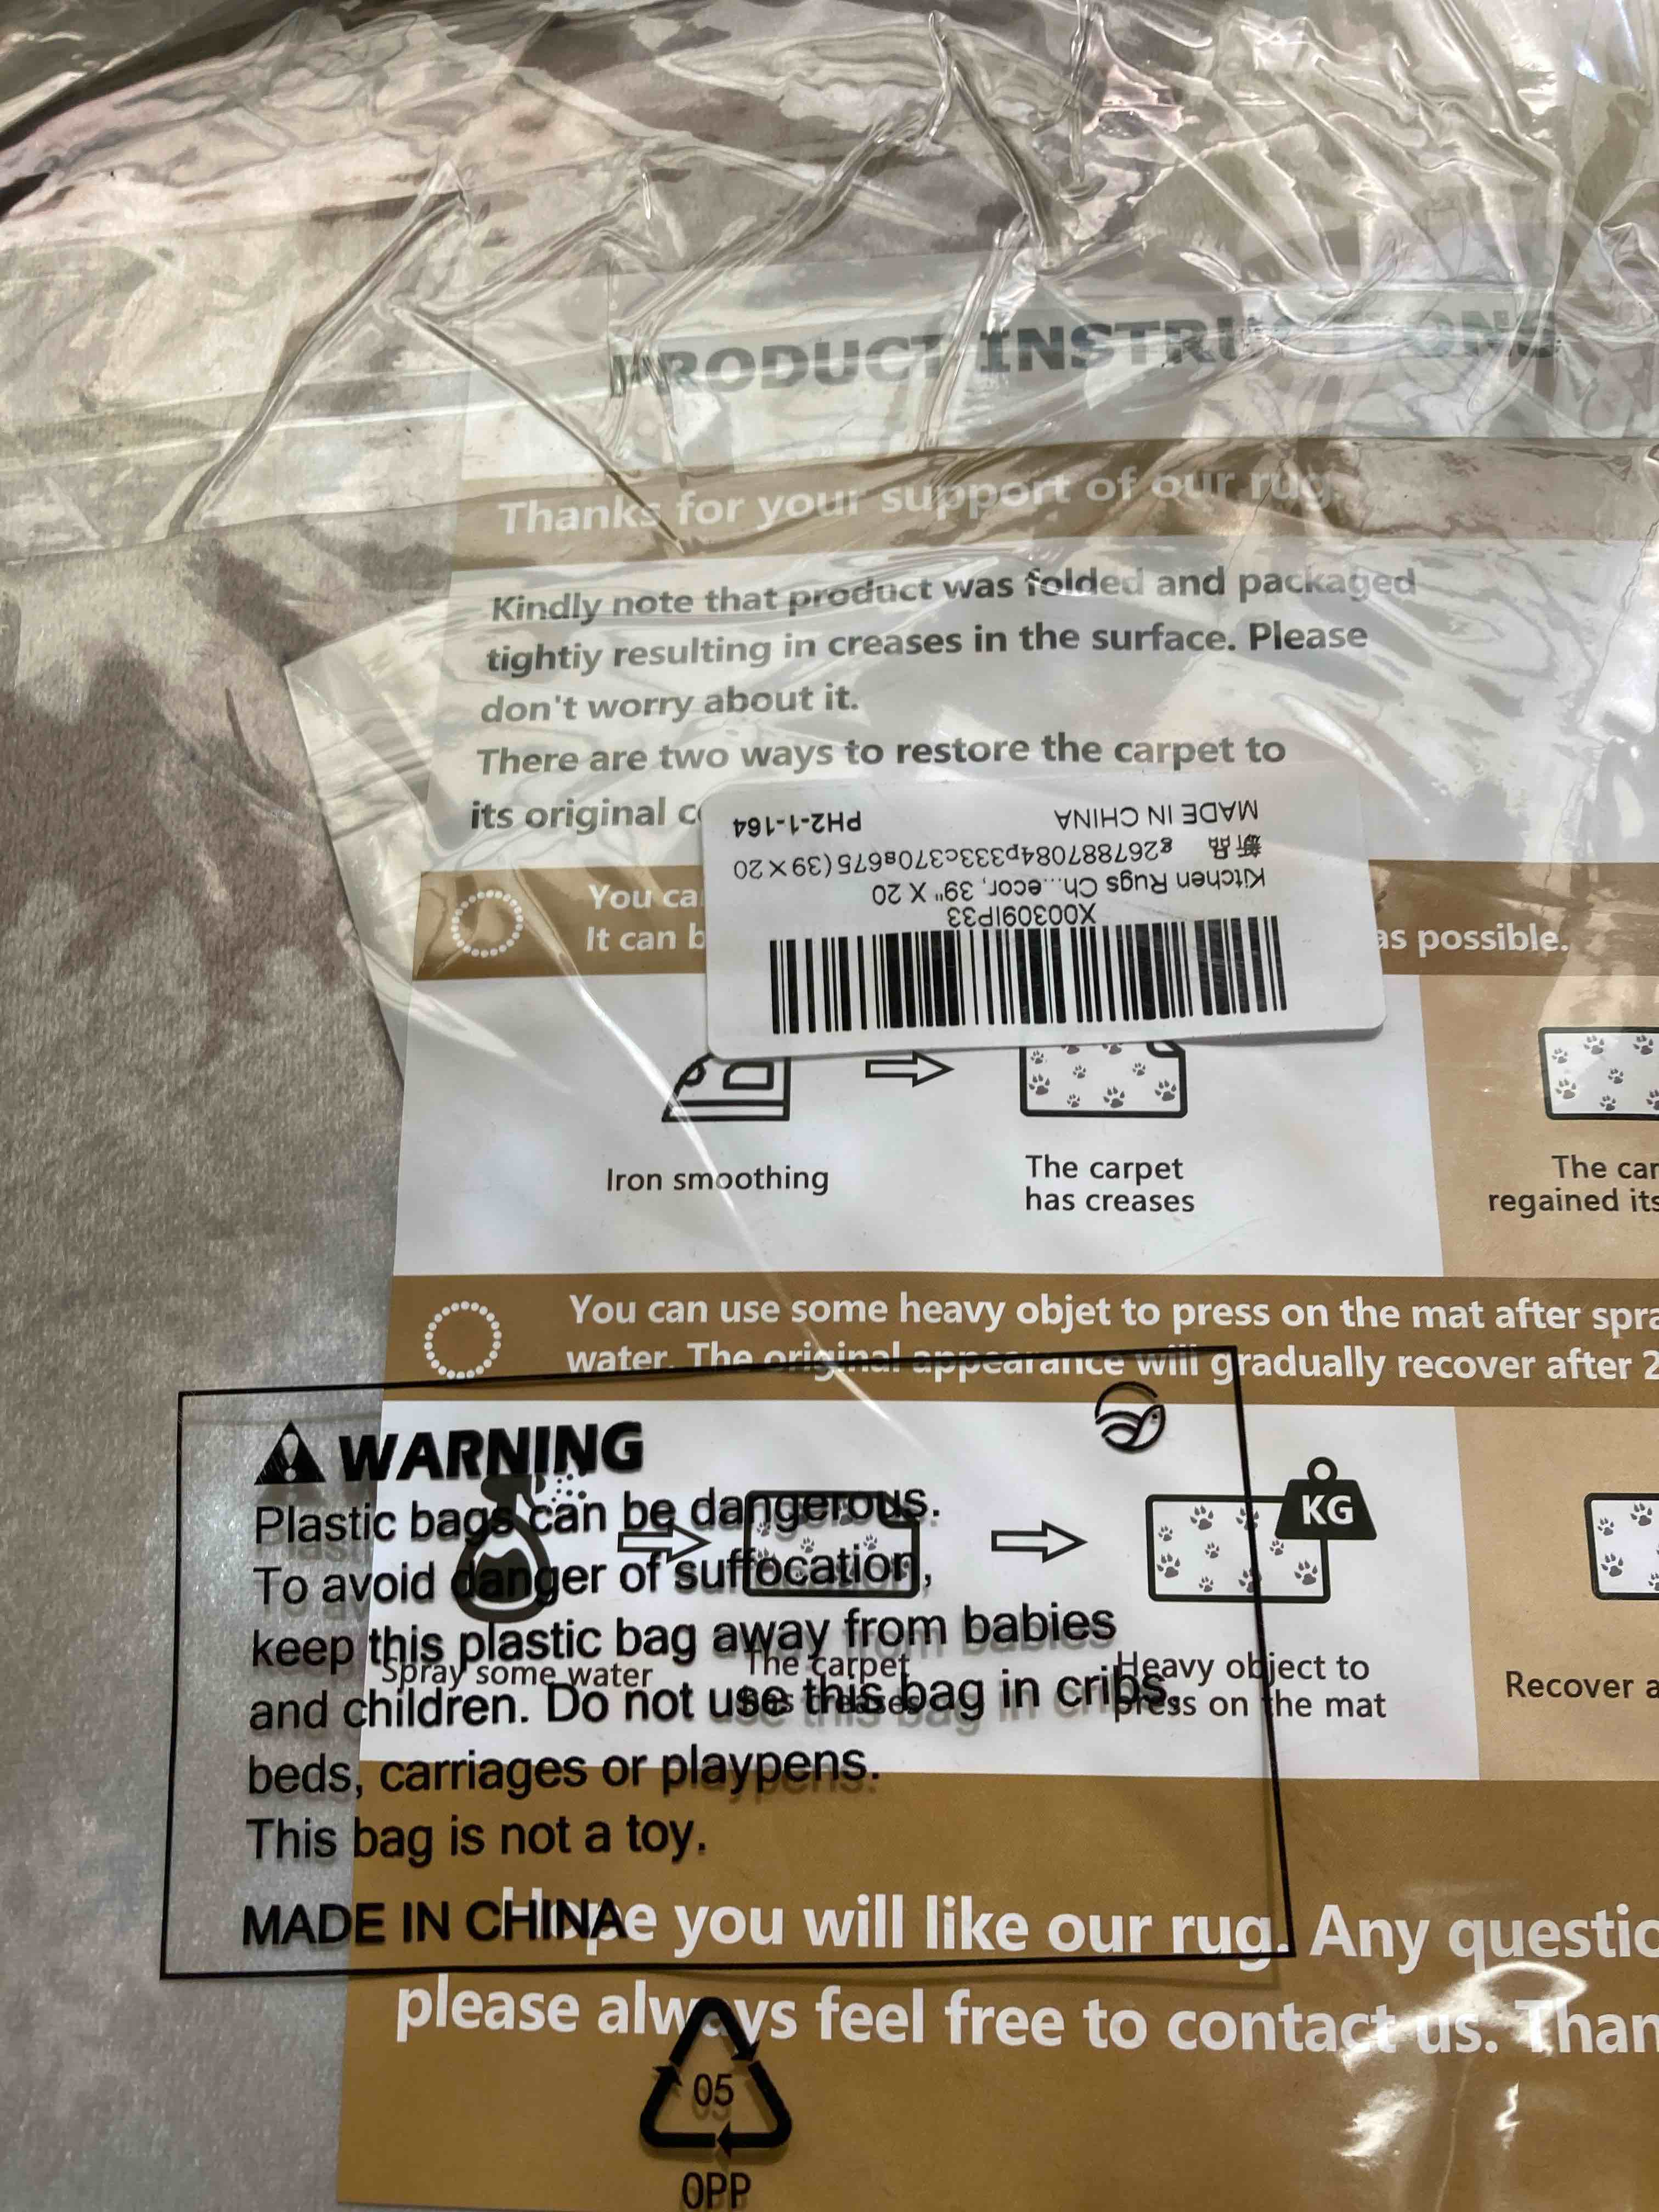 PRODUCT INSTRUCTIONS
Thanks for your support of our rug.
Kindly note that product was folded and packaged
tightiy resulting in creases in the surface. Please
don't worry about it.
There are two ways to restore the carpet to
its original
MADE IN CHINA PH2-1-164
新品 g267887084p333c370s675(39×20
Kitchen Rugs Ch...ecor, 39" X 20
X00309IP33
You
It can
as possible.
Iron smoothing
The carpet
has creases
The
regained its
You can use some heavy objet to press on the mat after
water. The original appearance will gradually recover after 2
KG
Spray some water
The carpet
has creases
Heavy object to
press on the mat
Recover
WARNING
Plastic bags can be dangerous.
To avoid danger of suffocation,
keep this plastic bag away from babies
and children. Do not use this bag in cribs,
beds, carriages or playpens.
This bag is not a toy.
MADE IN CHINA
Hope you will like our rug. Any
please always feel free to contact us.
05
OPP